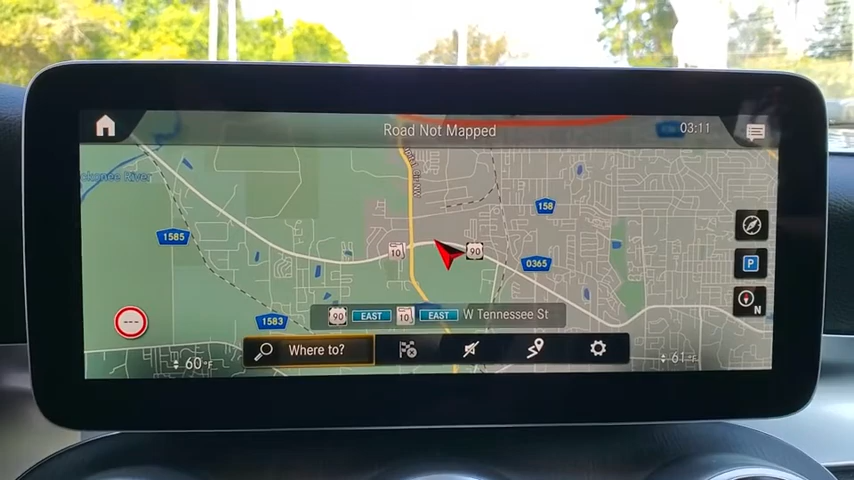 Road Not Mapped
03:11
158
1585
10
90
0365
1583
90 EAST 10 EAST W Tennessee St
Where to?
60°F
61°F
P
N